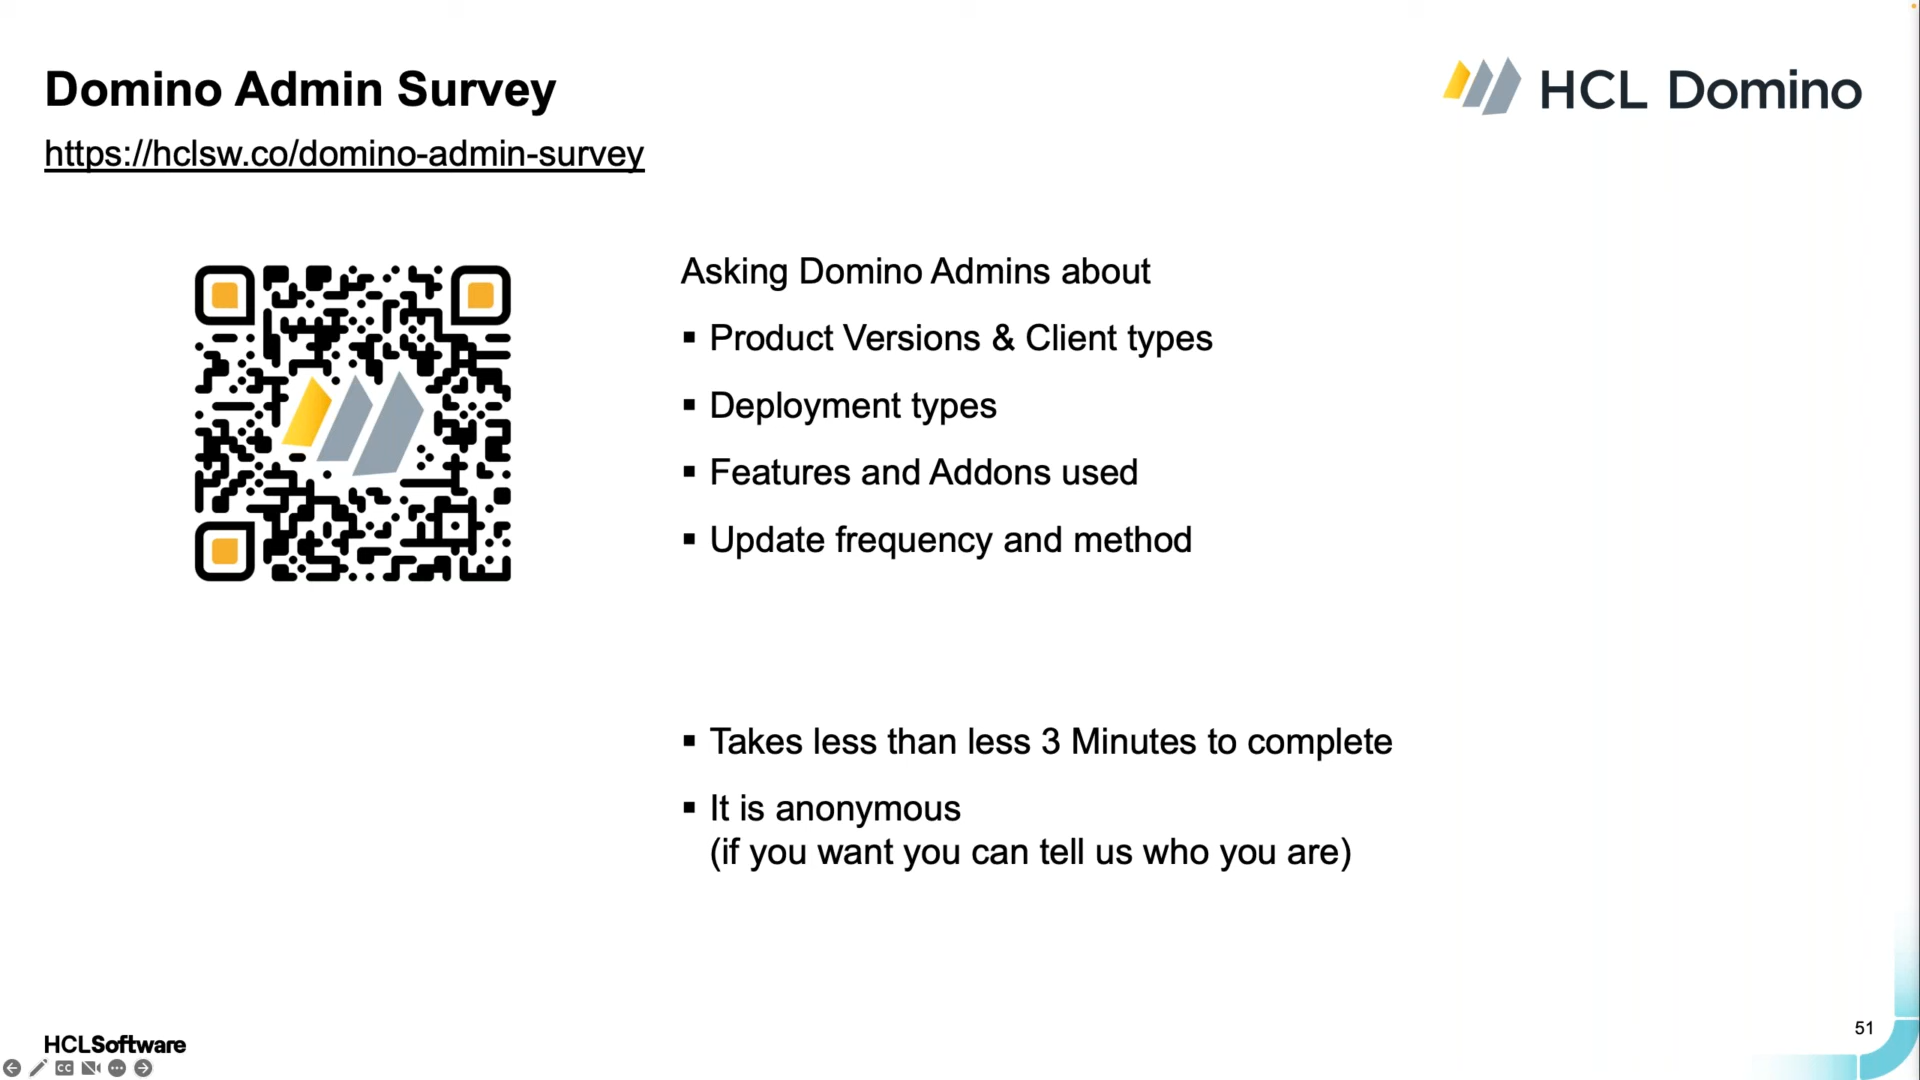 Domino Admin Survey
HCL Domino
https://hclsw.co/domino-admin-survey
Asking Domino Admins about
▪ Product Versions & Client types
▪ Deployment types
▪ Features and Addons used
▪ Update frequency and method
▪ Takes less than less 3 Minutes to complete
▪ It is anonymous
(if you want you can tell us who you are)
51
HCLSoftware
CC